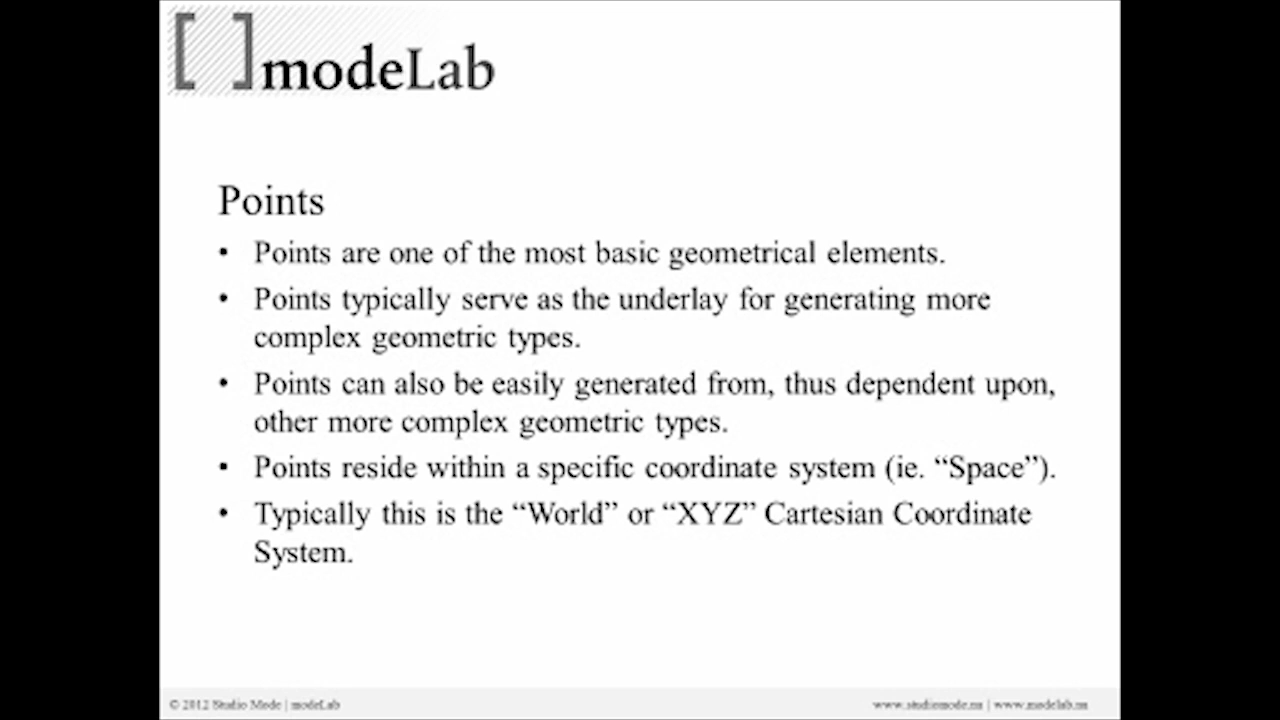 [ ] modeLab
Points
• Points are one of the most basic geometrical elements.
• Points typically serve as the underlay for generating more
complex geometric types.
• Points can also be easily generated from, thus dependent upon,
other more complex geometric types.
• Points reside within a specific coordinate system (ie. “Space”).
• Typically this is the “World” or “XYZ” Cartesian Coordinate
System.
© 2012 Studio Mode | modeLab
www.studiomode.nu | www.modelab.nu